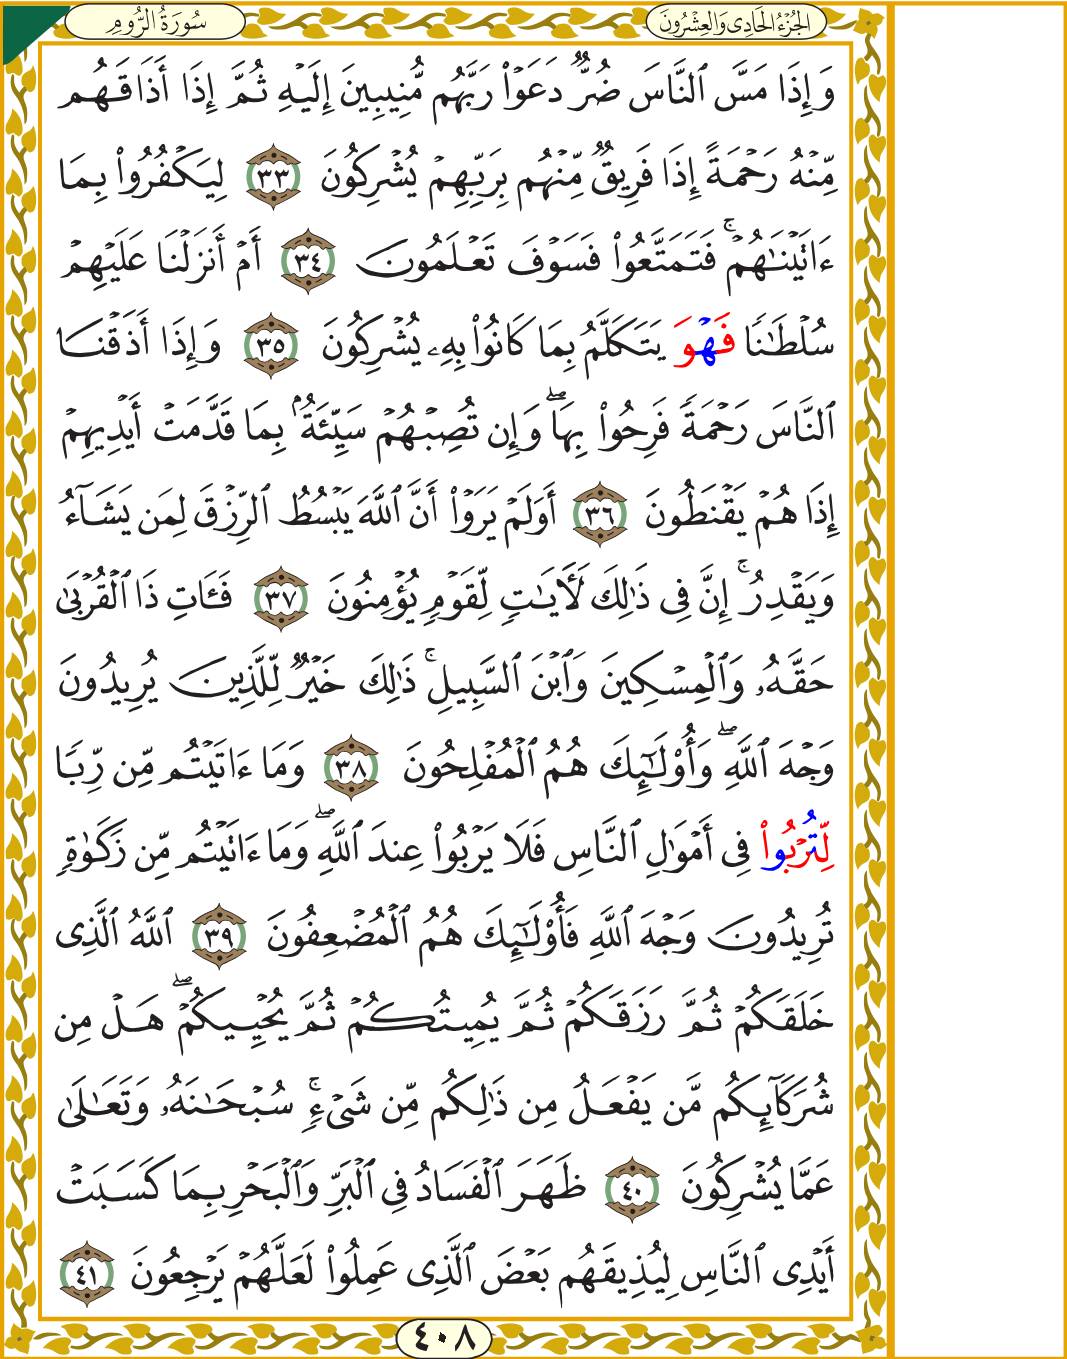 سُورَةُ الرُّومِ
الجُزْءُ الحَادِى وَالعِشْرُونَ
وَإِذَا مَسَّ ٱلنَّاسَ ضُرٌّ دَعَوْا۟ رَبَّهُم مُّنِيبِينَ إِلَيْهِ ثُمَّ إِذَا أَذَاقَهُم
مِّنْهُ رَحْمَةً إِذَا فَرِيقٌ مِّنْهُم بِرَبِّهِمْ يُشْرِكُونَ ٣٣ لِيَكْفُرُوا۟ بِمَا
ءَاتَيْنَٰهُمْ ۚ فَتَمَتَّعُوا۟ فَسَوْفَ تَعْلَمُونَ ٣٤ أَمْ أَنزَلْنَا عَلَيْهِمْ
سُلْطَٰنًا فَهْوَ يَتَكَلَّمُ بِمَا كَانُوا۟ بِهِۦ يُشْرِكُونَ ٣٥ وَإِذَا أَذَقْنَا
ٱلنَّاسَ رَحْمَةً فَرِحُوا۟ بِهَا ۖ وَإِن تُصِبْهُمْ سَيِّئَةٌۢ بِمَا قَدَّمَتْ أَيْدِيهِمْ
إِذَا هُمْ يَقْنَطُونَ ٣٦ أَوَلَمْ يَرَوْا۟ أَنَّ ٱللَّهَ يَبْسُطُ ٱلرِّزْقَ لِمَن يَشَآءُ
وَيَقْدِرُ ۚ إِنَّ فِى ذَٰلِكَ لَأَيَٰتٍ لِّقَوْمٍ يُؤْمِنُونَ ٣٧ فَـَٔاتِ ذَا ٱلْقُرْبَىٰ
حَقَّهُۥ وَٱلْمِسْكِينَ وَٱبْنَ ٱلسَّبِيلِ ۚ ذَٰلِكَ خَيْرٌ لِّلَّذِينَ يُرِيدُونَ
وَجْهَ ٱللَّهِ ۖ وَأُو۟لَٰٓئِكَ هُمُ ٱلْمُفْلِحُونَ ٣٨ وَمَا ءَاتَيْتُم مِّن رِّبًا
لِّتُرْبُوا۟ فِى أَمْوَٰلِ ٱلنَّاسِ فَلَا يَرْبُوا۟ عِندَ ٱللَّهِ ۖ وَمَا ءَاتَيْتُم مِّن زَكَوٰةٍ
تُرِيدُونَ وَجْهَ ٱللَّهِ فَأُو۟لَٰٓئِكَ هُمُ ٱلْمُضْعِفُونَ ٣٩ ٱللَّهُ ٱلَّذِى
خَلَقَكُمْ ثُمَّ رَزَقَكُمْ ثُمَّ يُمِيتُكُمْ ثُمَّ يُحْيِيكُمْ ۖ هَلْ مِن
شُرَكَآئِكُم مَّن يَفْعَلُ مِن ذَٰلِكُم مِّن شَىْءٍ ۚ سُبْحَٰنَهُۥ وَتَعَٰلَىٰ
عَمَّا يُشْرِكُونَ ٤٠ ظَهَرَ ٱلْفَسَادُ فِى ٱلْبَرِّ وَٱلْبَحْرِ بِمَا كَسَبَتْ
أَيْدِى ٱلنَّاسِ لِيُذِيقَهُم بَعْضَ ٱلَّذِى عَمِلُوا۟ لَعَلَّهُمْ يَرْجِعُونَ ٤١
٤٠٨